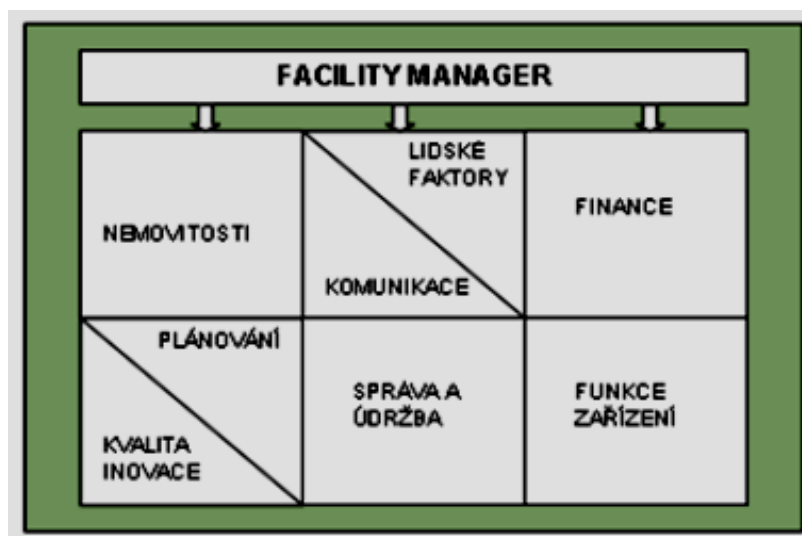 FACILITY MANAGER
LIDSKÉ
FAKTORY
NEMOVITOSTI
KOMUNIKACE
FINANCE
PLÁNOVÁNÍ
KVALITA
INOVACE
SPRÁVA A
ÚDRŽBA
FUNKCE
ZAŘÍZENÍ